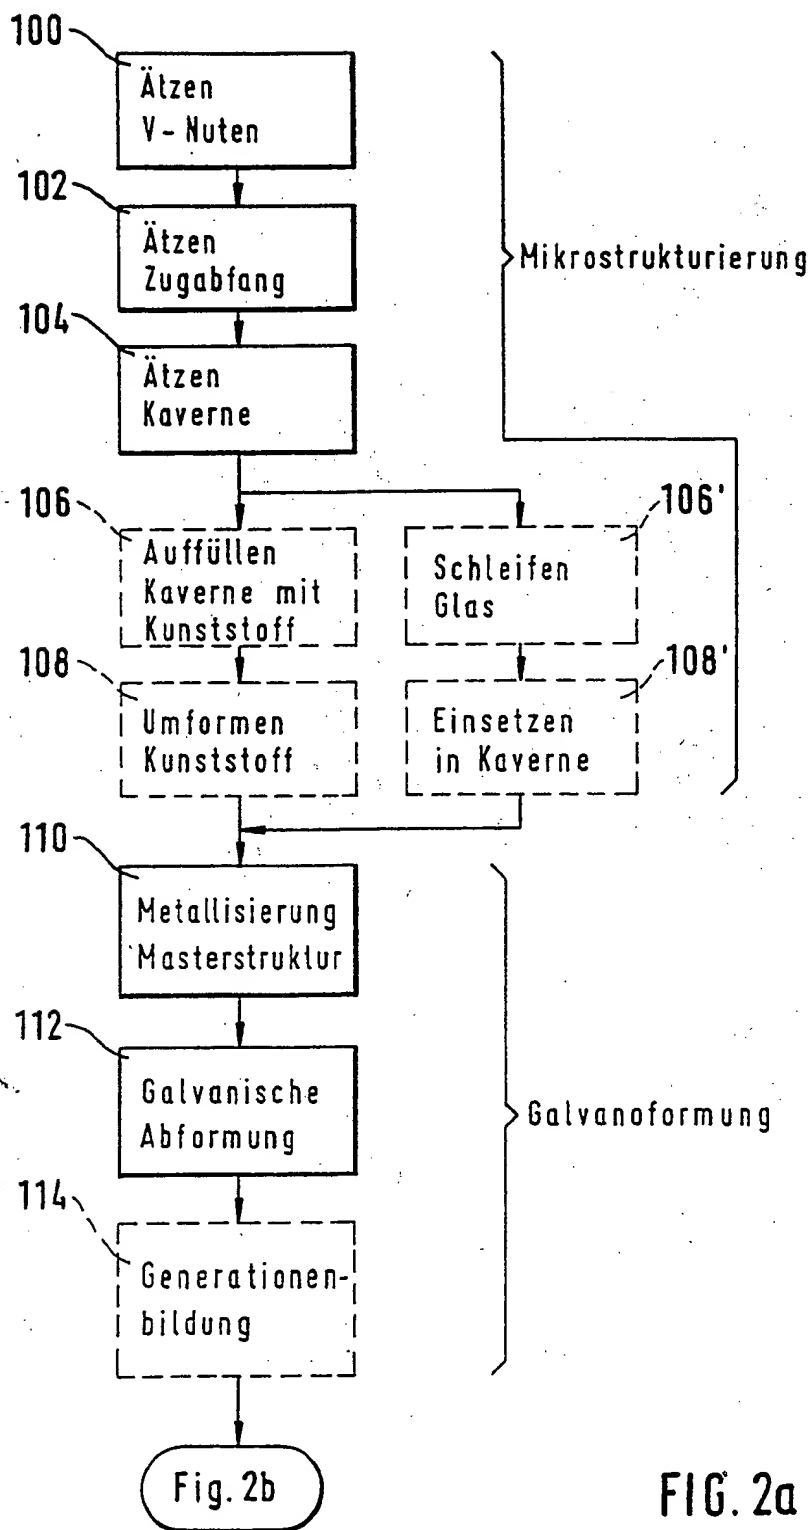 100
Ätzen
V-Nuten
102
Ätzen
Zugabfang
Mikrostrukturierung
104
Ätzen
Kaverne
106
Auffüllen
Kaverne mit
Kunststoff
106'
Schleifen
Glas
108
Umformen
Kunststoff
108'
Einsetzen
in Kaverne
110
Metallisierung
Masterstruktur
112
Galvanische
Abformung
Galvanoformung
114
Generationen-
bildung
Fig. 2b
FIG. 2a